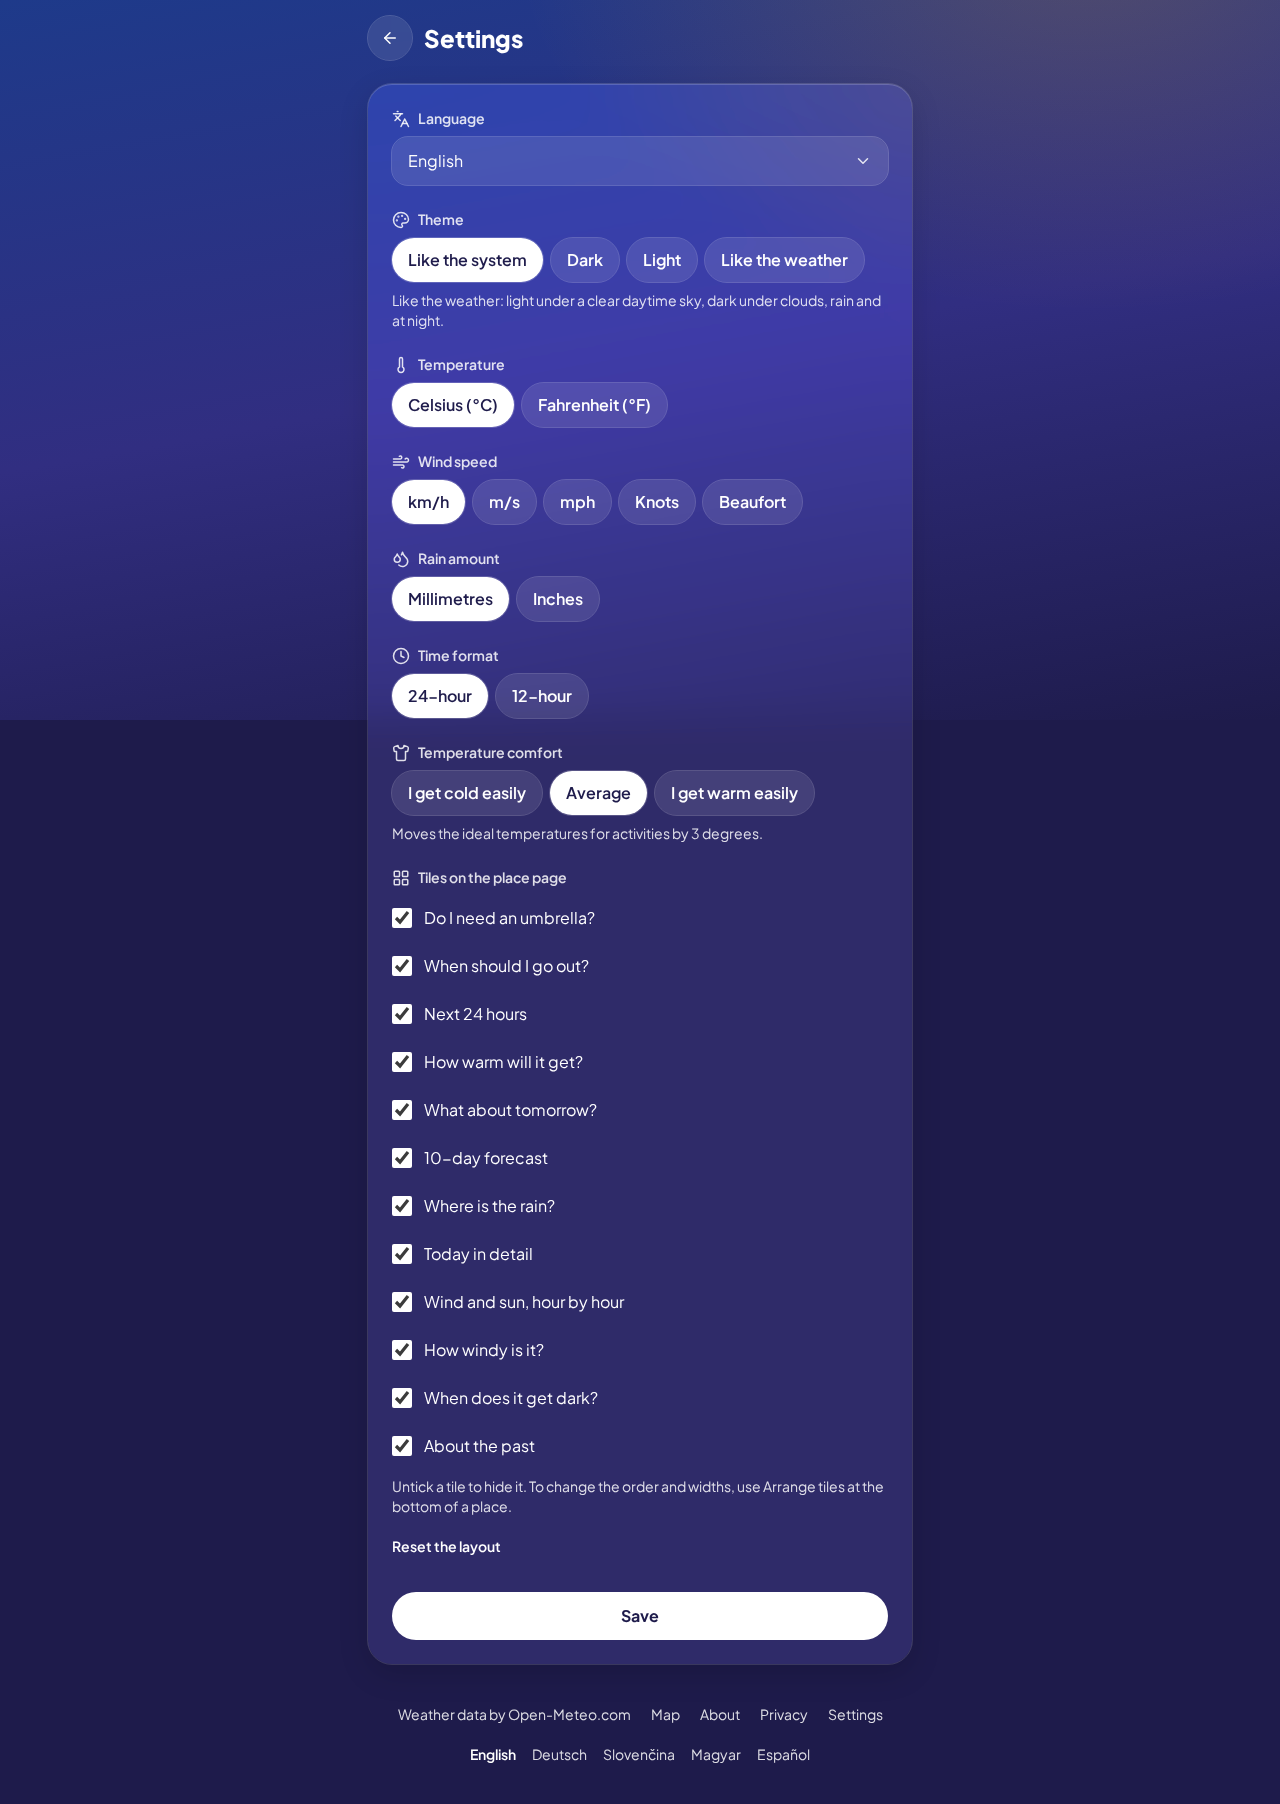 Settings
Language
English
Theme
Like the system Dark Light Like the weather
Like the weather: light under a clear daytime sky, dark under clouds, rain and
at night.
Temperature
Celsius (°C) Fahrenheit (°F)
Wind speed
km/h m/s mph Knots Beaufort
Rain amount
Millimetres Inches
Time format
24-hour 12-hour
Temperature comfort
I get cold easily Average I get warm easily
Moves the ideal temperatures for activities by 3 degrees.
Tiles on the place page
Do I need an umbrella?
When should I go out?
Next 24 hours
How warm will it get?
What about tomorrow?
10-day forecast
Where is the rain?
Today in detail
Wind and sun, hour by hour
How windy is it?
When does it get dark?
About the past
Untick a tile to hide it. To change the order and widths, use Arrange tiles at the
bottom of a place.
Reset the layout
Save
Weather data by Open-Meteo.com Map About Privacy Settings
English Deutsch Slovenčina Magyar Español